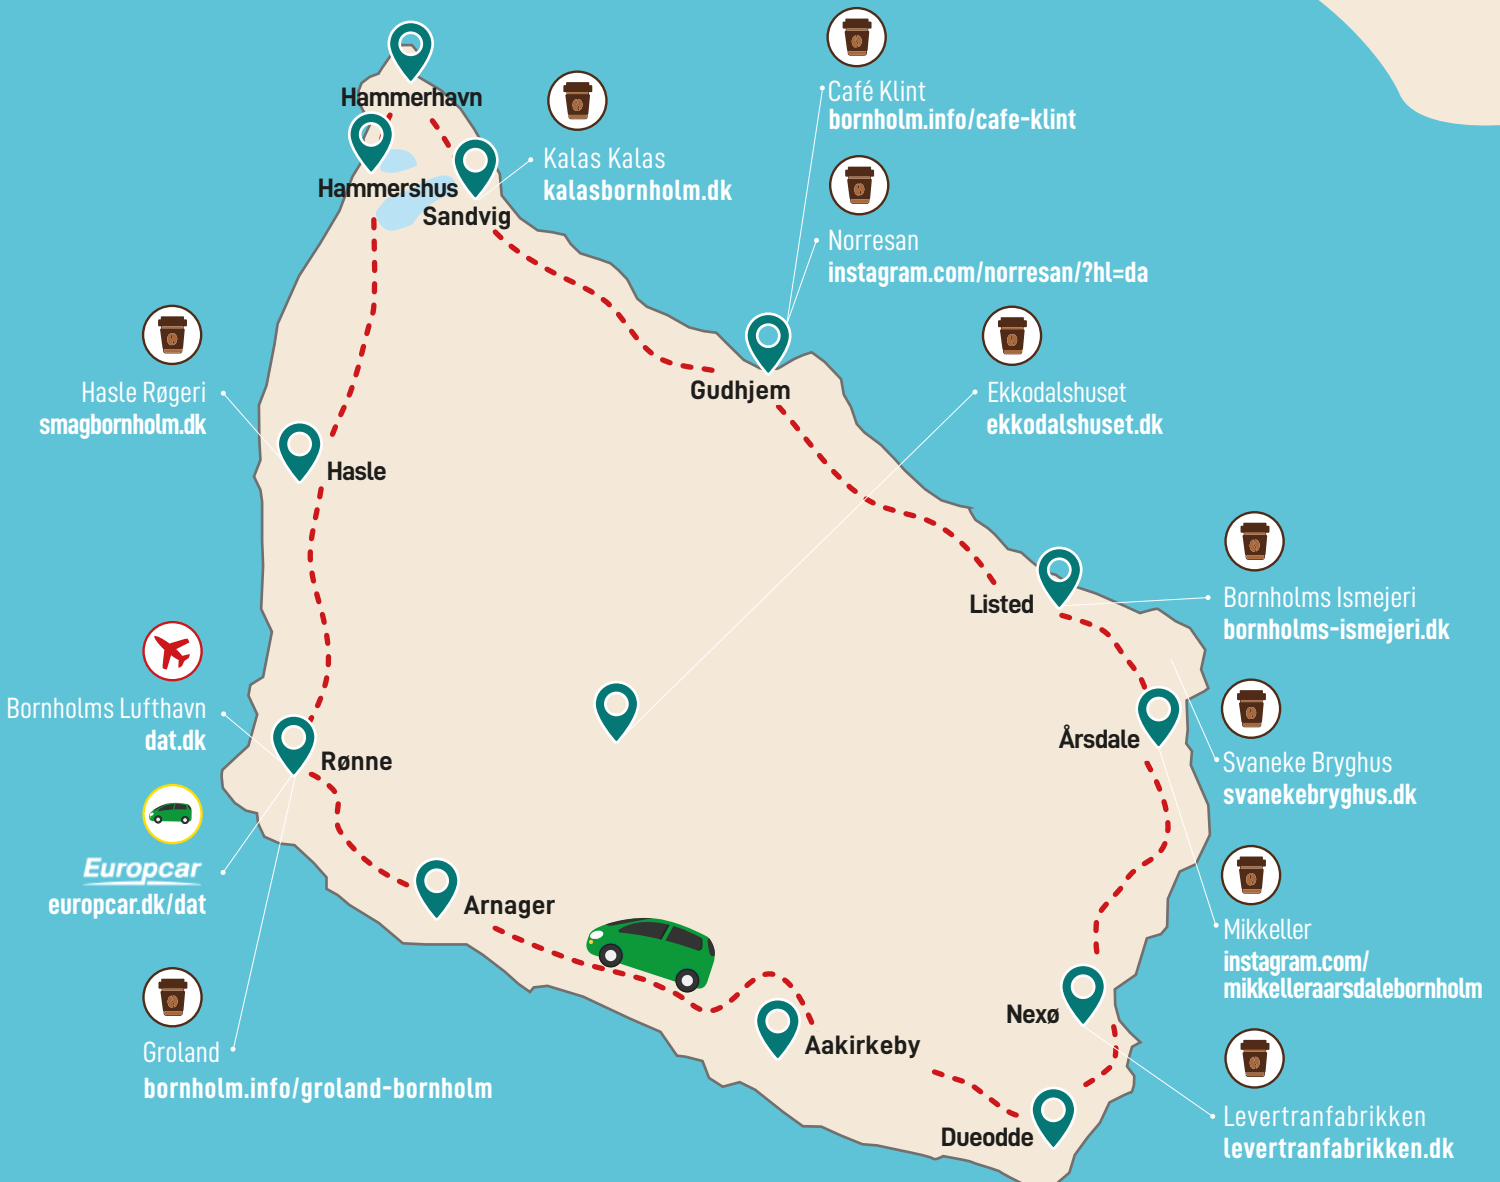 Café Klint
bornholm.info/cafe-klint
Hammerhavn
Kalas Kalas
kalasbornholm.dk
Hammershus
Sandvig
Norresan
instagram.com/norresan/?hl=da
Hasle Røgeri
smagbornholm.dk
Gudhjem
Ekkodalshuset
ekkodalshuset.dk
Hasle
Listed
Bornholms Ismejeri
bornholms-ismejeri.dk
Bornholms Lufthavn
dat.dk
Rønne
Årsdale
Svaneke Bryghus
svanekebryghus.dk
Europcar
europcar.dk/dat
Arnager
Mikkeller
instagram.com/
mikkelleraarsdalebornholm
Nexø
Aakirkeby
Groland
bornholm.info/groland-bornholm
Dueodde
Levertranfabrikken
levertranfabrikken.dk